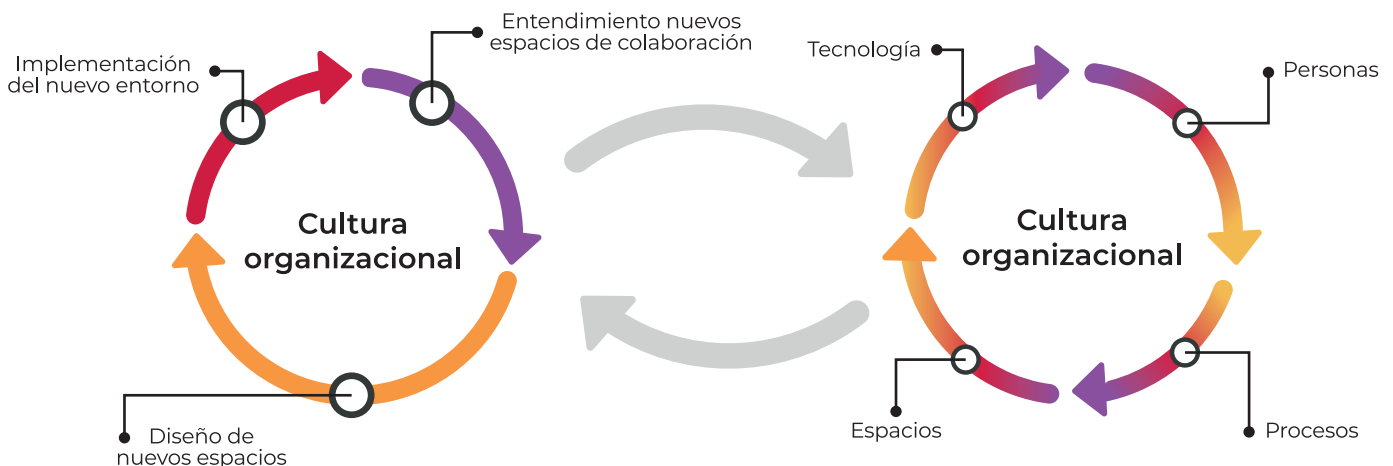 Entendimiento nuevos
espacios de colaboración
Implementación
del nuevo entorno
Cultura
organizacional
Diseño de
nuevos espacios
Tecnología
Personas
Cultura
organizacional
Espacios
Procesos